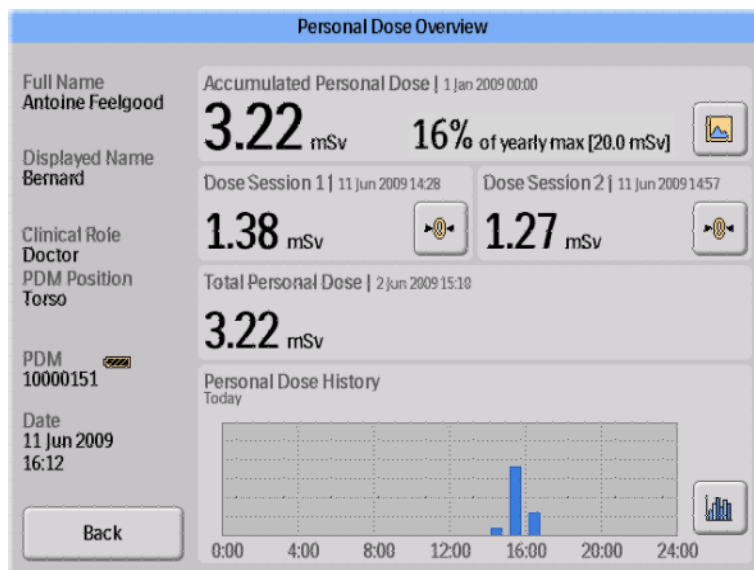 Personal Dose Overview
Full Name
Antoine Feelgood
Displayed Name
Bernard
Clinical Role
Doctor
PDM Position
Torso
PDM
10000151
Date
11 Jun 2009
16:12
Back
Accumulated Personal Dose | 1 Jan 2009 00:00
3.22 mSv 16% of yearly max [20.0 mSv]
Dose Session 1 | 11 Jun 2009 14:28
1.38 mSv
Dose Session 2 | 11 Jun 2009 14:57
1.27 mSv
Total Personal Dose | 2 Jun 2009 15:18
3.22 mSv
Personal Dose History
Today
0:00 4:00 8:00 12:00 16:00 20:00 24:00